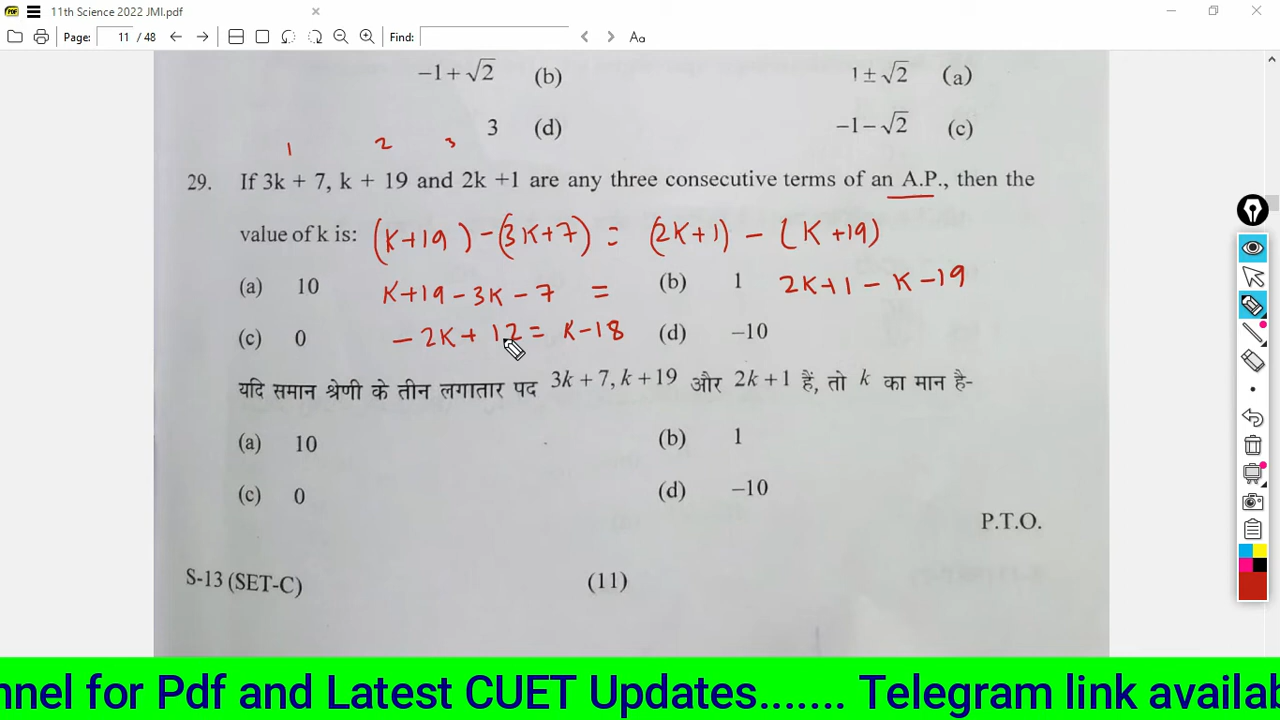 11th Science 2022 JMI.pdf
Page: 11 / 48 Find: Aa
−1 + √2 (b) 1 ± √2 (a)
3 (d) −1 − √2 (c)
1 2 3
29. If 3k + 7, k + 19 and 2k +1 are any three consecutive terms of an A.P., then the
value of k is: (K+19) − (3K+7) = (2K+1) − (K+19)
(a) 10 K+19 − 3K − 7 = (b) 1 2K+1 − K − 19
(c) 0 − 2K + 12 = K − 18 (d) −10
यदि समान श्रेणी के तीन लगातार पद 3k + 7, k + 19 और 2k + 1 हैं, तो k का मान है-
(a) 10 (b) 1
(c) 0 (d) −10
P.T.O.
S-13 (SET-C) (11)
nnel for Pdf and Latest CUET Updates....... Telegram link availab